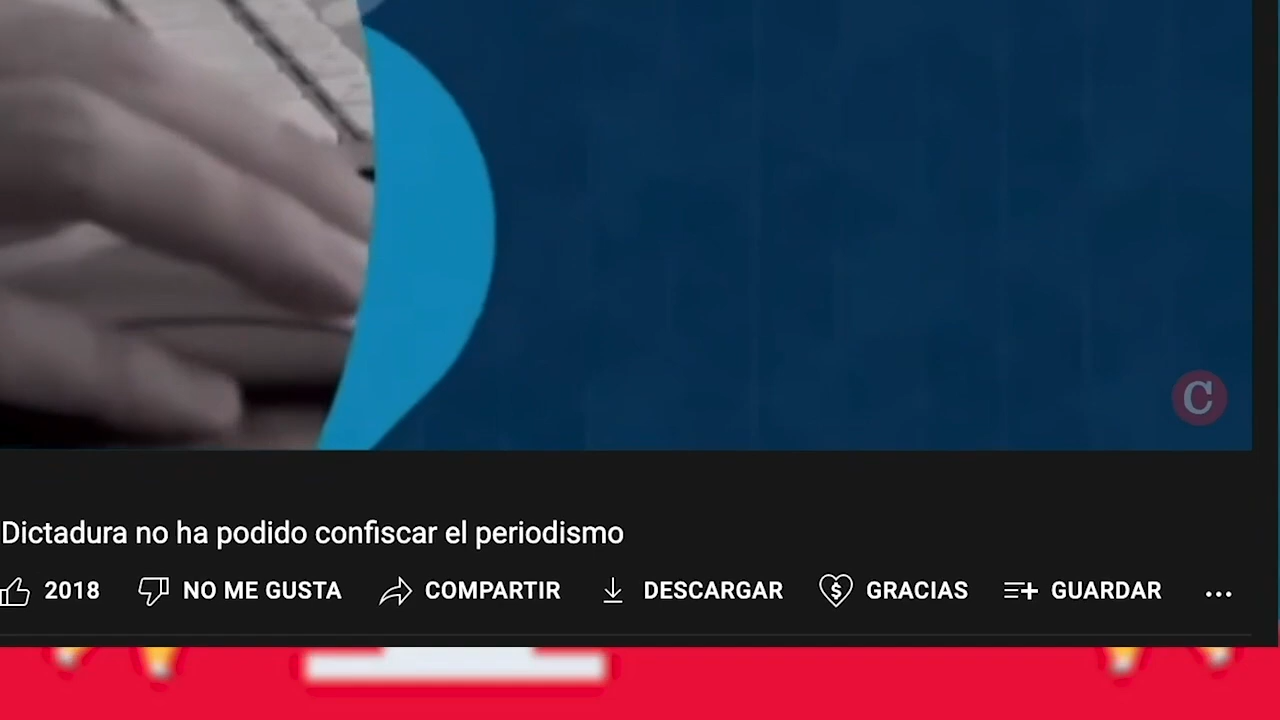 C
Dictadura no ha podido confiscar el periodismo
2018 NO ME GUSTA COMPARTIR DESCARGAR GRACIAS GUARDAR ...